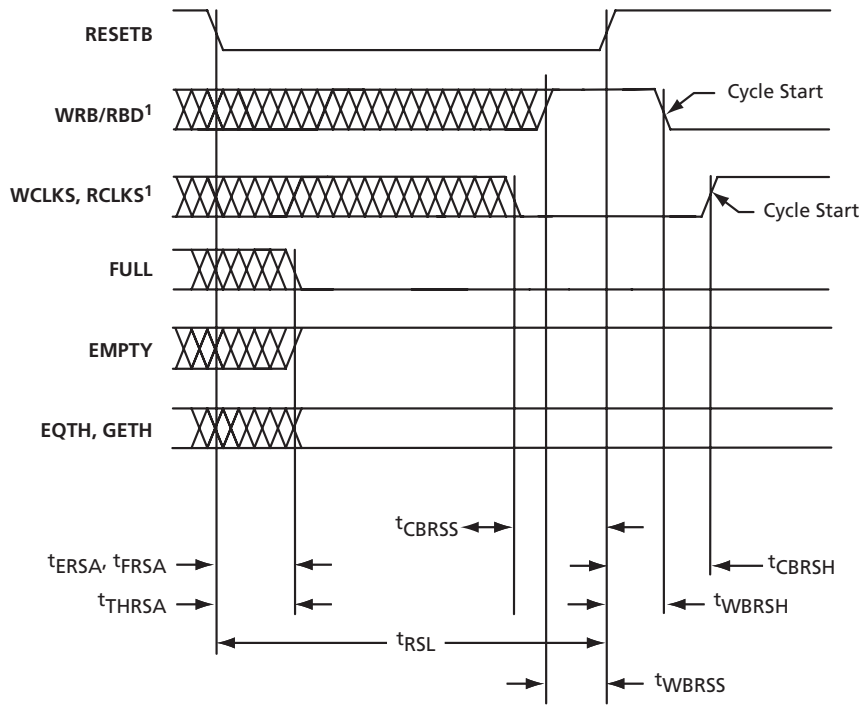 RESETB
WRB/RBD¹
Cycle Start
WCLKS, RCLKS¹
Cycle Start
FULL
EMPTY
EQTH, GETH
tCBRSS
tERSA, tFRSA
tCBRSH
tTHRSA
tWBRSH
tRSL
tWBRSS